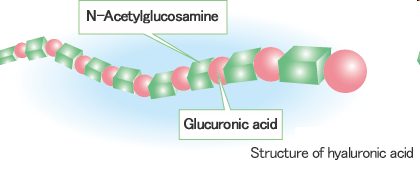 N-Acetylglucosamine
Glucuronic acid
Structure of hyaluronic acid